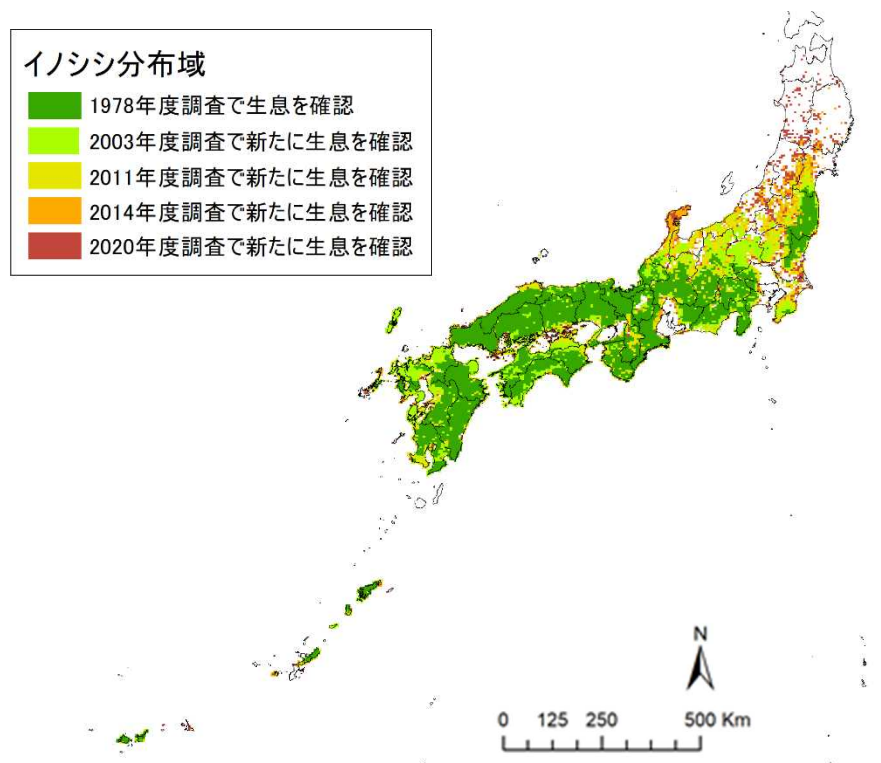 イノシシ分布域
1978年度調査で生息を確認
2003年度調査で新たに生息を確認
2011年度調査で新たに生息を確認
2014年度調査で新たに生息を確認
2020年度調査で新たに生息を確認
N
0 125 250 500 Km